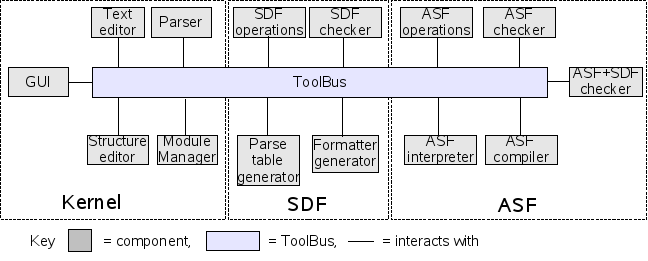 Text
editor
Parser
SDF
operations
SDF
checker
ASF
operations
ASF
checker
GUI
ToolBus
ASF+SDF
checker
Structure
editor
Module
Manager
Parse
table
generator
Formatter
generator
ASF
interpreter
ASF
compiler
Kernel
SDF
ASF
Key = component, = ToolBus, = interacts with